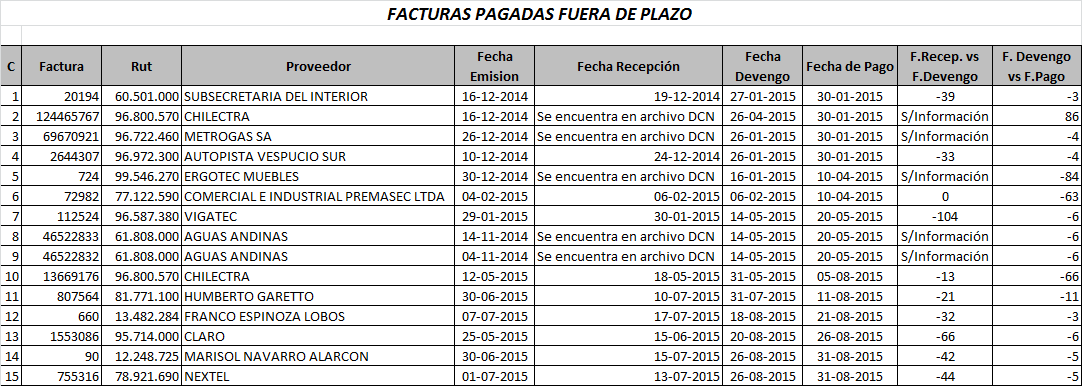 FACTURAS PAGADAS FUERA DE PLAZO
C Factura Rut Proveedor Fecha Emision Fecha Recepción Fecha Devengo Fecha de Pago F.Recep. vs F.Devengo F. Devengo vs F.Pago
1 20194 60.501.000 SUBSECRETARIA DEL INTERIOR 16-12-2014 19-12-2014 27-01-2015 30-01-2015 -39 -3
2 124465767 96.800.570 CHILECTRA 16-12-2014 Se encuentra en archivo DCN 26-04-2015 30-01-2015 S/Información 86
3 69670921 96.722.460 METROGAS SA 26-12-2014 Se encuentra en archivo DCN 26-01-2015 30-01-2015 S/Información -4
4 2644307 96.972.300 AUTOPISTA VESPUCIO SUR 10-12-2014 24-12-2014 26-01-2015 30-01-2015 -33 -4
5 724 99.546.270 ERGOTEC MUEBLES 30-12-2014 Se encuentra en archivo DCN 16-01-2015 10-04-2015 S/Información -84
6 72982 77.122.590 COMERCIAL E INDUSTRIAL PREMASEC LTDA 04-02-2015 06-02-2015 06-02-2015 10-04-2015 0 -63
7 112524 96.587.380 VIGATEC 29-01-2015 30-01-2015 14-05-2015 20-05-2015 -104 -6
8 46522833 61.808.000 AGUAS ANDINAS 14-11-2014 Se encuentra en archivo DCN 14-05-2015 20-05-2015 S/Información -6
9 46522832 61.808.000 AGUAS ANDINAS 04-11-2014 Se encuentra en archivo DCN 14-05-2015 20-05-2015 S/Información -6
10 13669176 96.800.570 CHILECTRA 12-05-2015 18-05-2015 31-05-2015 05-08-2015 -13 -66
11 807564 81.771.100 HUMBERTO GARETTO 30-06-2015 10-07-2015 31-07-2015 11-08-2015 -21 -11
12 660 13.482.284 FRANCO ESPINOZA LOBOS 07-07-2015 17-07-2015 18-08-2015 21-08-2015 -32 -3
13 1553086 95.714.000 CLARO 25-05-2015 15-06-2015 20-08-2015 26-08-2015 -66 -6
14 90 12.248.725 MARISOL NAVARRO ALARCON 30-06-2015 15-07-2015 26-08-2015 31-08-2015 -42 -5
15 755316 78.921.690 NEXTEL 01-07-2015 13-07-2015 26-08-2015 31-08-2015 -44 -5